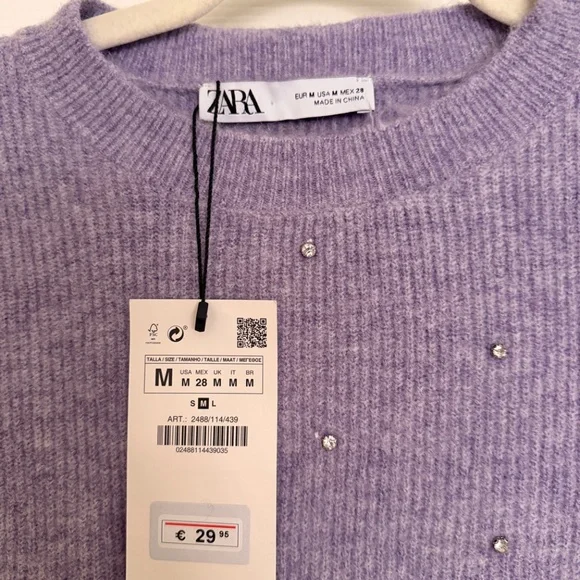 ZARA
EUR M USA M MEX 28
MADE IN CHINA
TALLA / SIZE / TAMANHO / TAILLE / MAAT / ΜΕΓΕΘΟΣ
M
USA MEX UK IT BR
M 28 M M M
S M L
ART.: 2488/114/439
02488114439035
€ 29 95